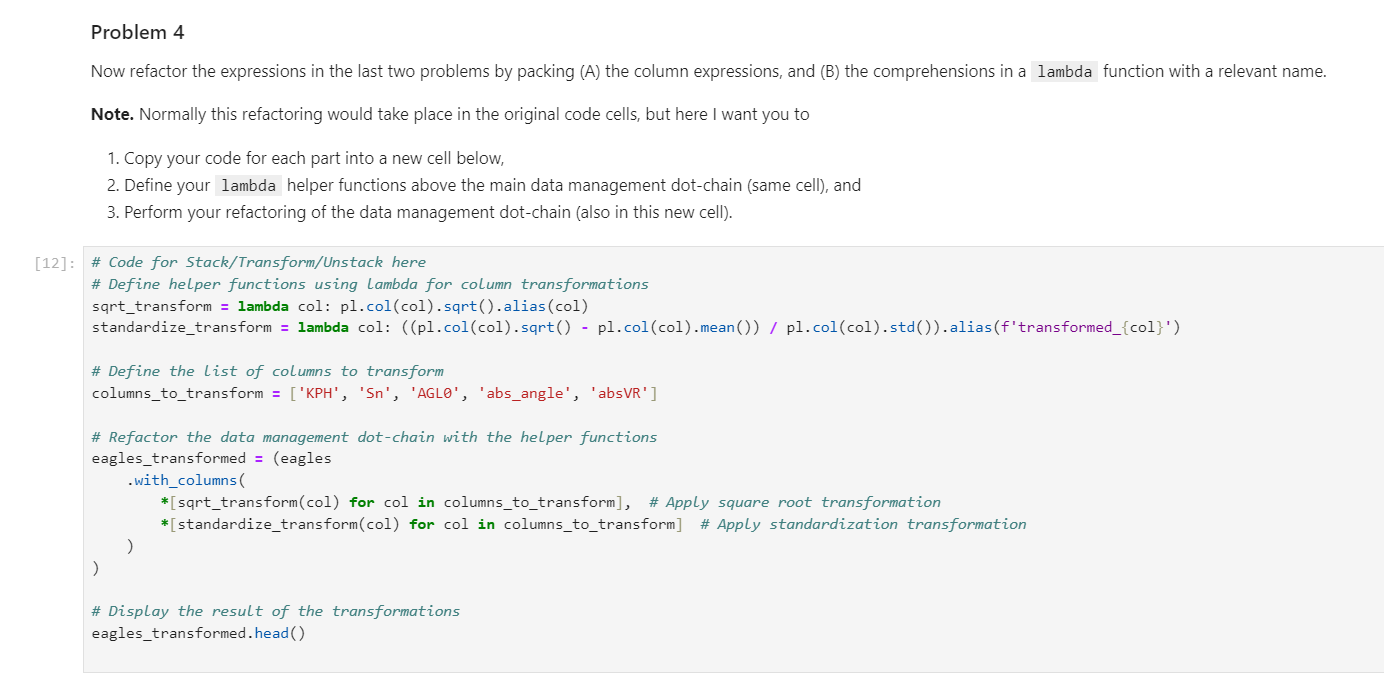 Problem 4
Now refactor the expressions in the last two problems by packing (A) the column expressions, and (B) the comprehensions in a lambda function with a relevant name.
Note. Normally this refactoring would take place in the original code cells, but here I want you to
1. Copy your code for each part into a new cell below,
2. Define your lambda helper functions above the main data management dot-chain (same cell), and
3. Perform your refactoring of the data management dot-chain (also in this new cell).
[12]:
# Code for Stack/Transform/Unstack here
# Define helper functions using lambda for column transformations
sqrt_transform = lambda col: pl.col(col).sqrt().alias(col)
standardize_transform = lambda col: ((pl.col(col).sqrt() - pl.col(col).mean()) / pl.col(col).std()).alias(f'transformed_{col}')
# Define the list of columns to transform
columns_to_transform = ['KPH', 'Sn', 'AGL0', 'abs_angle', 'absVR']
# Refactor the data management dot-chain with the helper functions
eagles_transformed = (eagles
    .with_columns(
        *[sqrt_transform(col) for col in columns_to_transform],  # Apply square root transformation
        *[standardize_transform(col) for col in columns_to_transform]  # Apply standardization transformation
    )
)
# Display the result of the transformations
eagles_transformed.head()